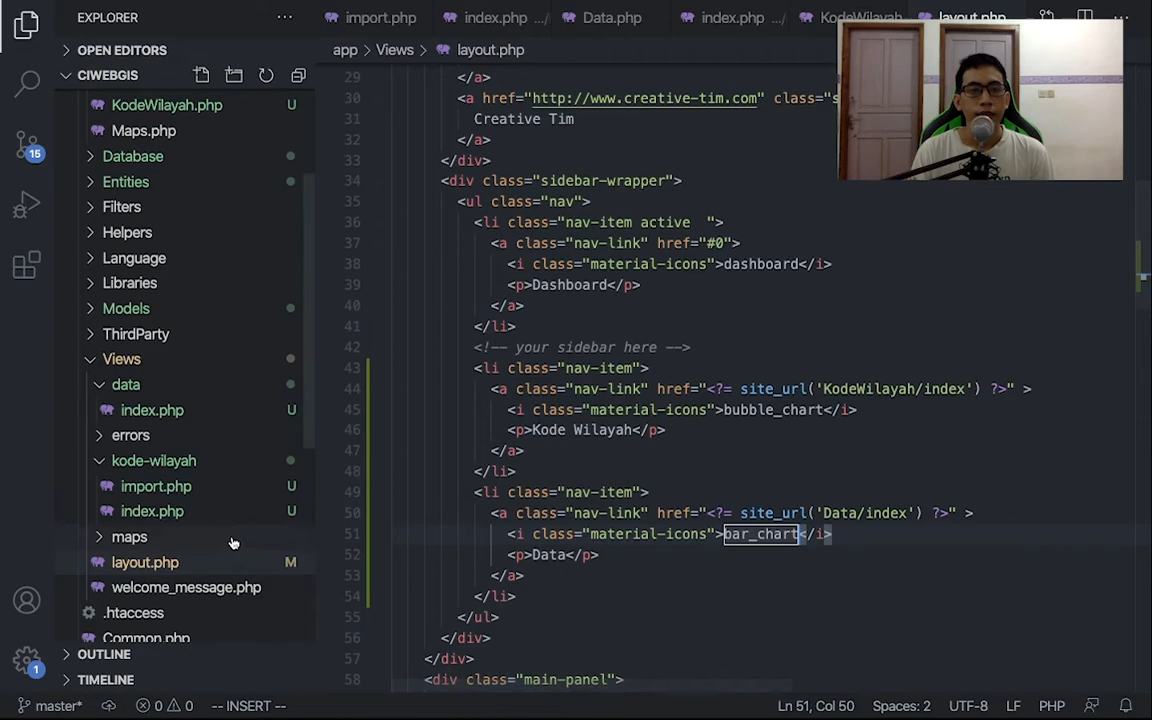 EXPLORER
OPEN EDITORS
CIWEBGIS
KodeWilayah.php U
Maps.php
Database
Entities
Filters
Helpers
Language
Libraries
Models
ThirdParty
Views
data
index.php U
errors
kode-wilayah
import.php U
index.php U
maps
layout.php M
welcome_message.php
.htaccess
Common.php
OUTLINE
TIMELINE
15
1
import.php index.php .../ Data.php index.php .../ KodeWilayah layout.php
app > Views > layout.php
29 </a>
30 <a href="http://www.creative-tim.com" class="s
31 Creative Tim
32 </a>
33 </div>
34 <div class="sidebar-wrapper">
35 <ul class="nav">
36 <li class="nav-item active  ">
37 <a class="nav-link" href="#0">
38 <i class="material-icons">dashboard</i>
39 <p>Dashboard</p>
40 </a>
41 </li>
42 <!-- your sidebar here -->
43 <li class="nav-item">
44 <a class="nav-link" href="<?= site_url('KodeWilayah/index') ?>" >
45 <i class="material-icons">bubble_chart</i>
46 <p>Kode Wilayah</p>
47 </a>
48 </li>
49 <li class="nav-item">
50 <a class="nav-link" href="<?= site_url('Data/index') ?>" >
51 <i class="material-icons">bar_chart</i>
52 <p>Data</p>
53 </a>
54 </li>
55 </ul>
56 </div>
57 </div>
58 <div class="main-panel">
master* 0 0 -- INSERT -- Ln 51, Col 50 Spaces: 2 UTF-8 LF PHP